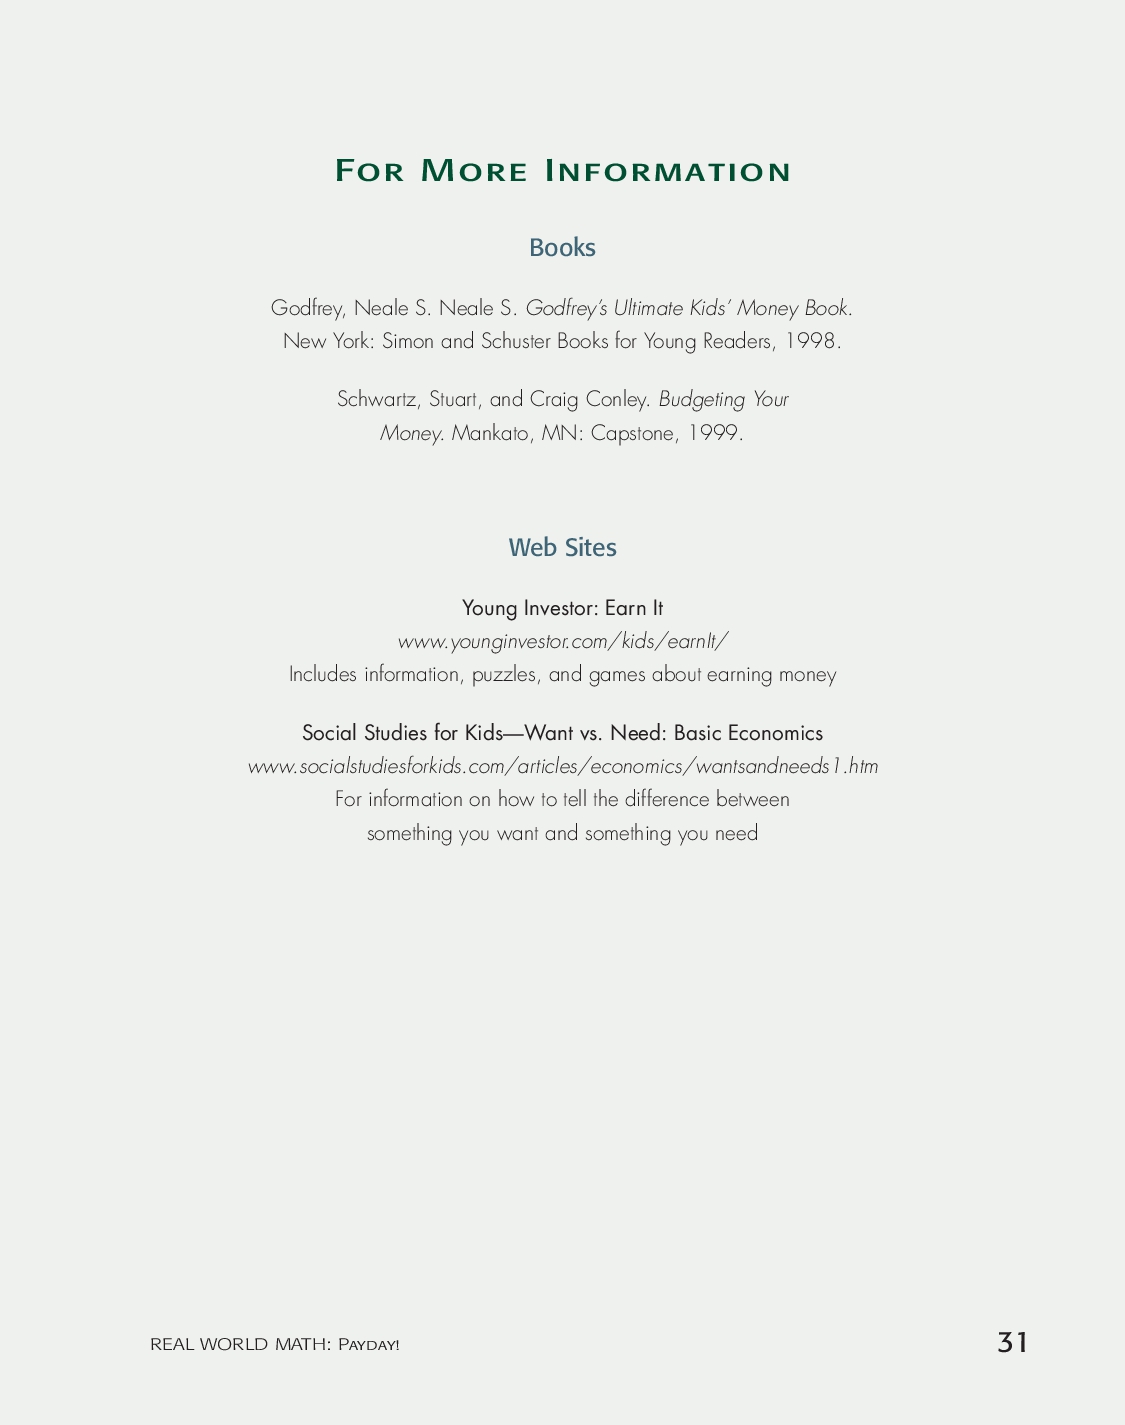 For More Information
Books
Godfrey, Neale S. Neale S. Godfrey’s Ultimate Kids’ Money Book.
New York: Simon and Schuster Books for Young Readers, 1998.
Schwartz, Stuart, and Craig Conley. Budgeting Your
Money. Mankato, MN: Capstone, 1999.
Web Sites
Young Investor: Earn It
www.younginvestor.com/kids/earnIt/
Includes information, puzzles, and games about earning money
Social Studies for Kids—Want vs. Need: Basic Economics
www.socialstudiesforkids.com/articles/economics/wantsandneeds1.htm
For information on how to tell the difference between
something you want and something you need
REAL WORLD MATH: Payday!
31